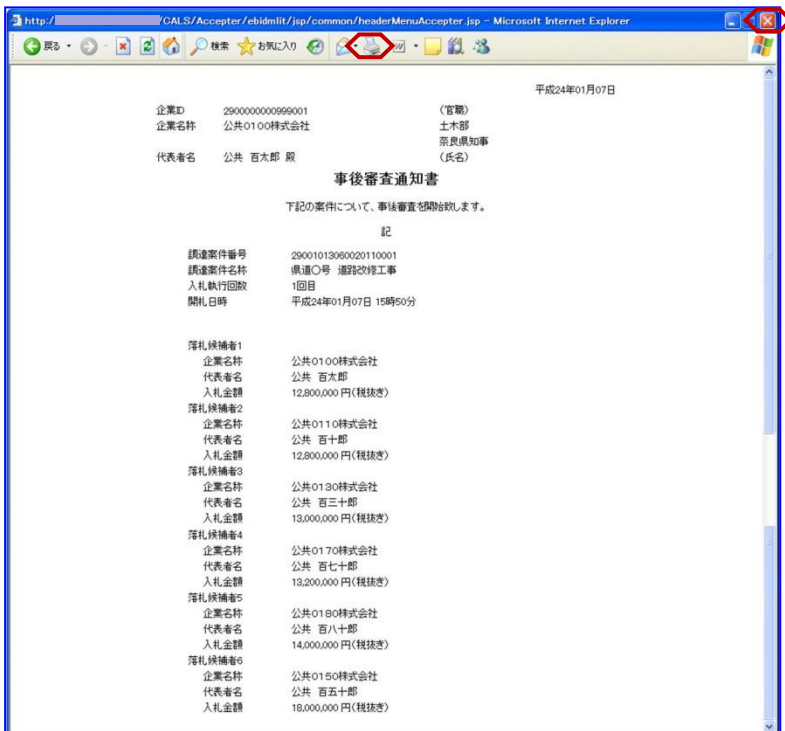 http:/ /CALS/Accepter/ebidmlit/jsp/common/headerMenuAccepter.jsp - Microsoft Internet Explorer
戻る 検索 お気に入り
平成24年01月07日
企業ID 2900000000999001 （官職）
企業名称 公共0100株式会社 土木部
奈良県知事
代表者名 公共 百太郎 殿 （氏名）
事後審査通知書
下記の案件について、事後審査を開始致します。
記
調達案件番号 29001013060020110001
調達案件名称 県道〇号 道路改修工事
入札執行回数 1回目
開札日時 平成24年01月07日 15時50分
落札候補者1
企業名称 公共0100株式会社
代表者名 公共 百太郎
入札金額 12,800,000 円（税抜き）
落札候補者2
企業名称 公共0110株式会社
代表者名 公共 百十郎
入札金額 12,800,000 円（税抜き）
落札候補者3
企業名称 公共0130株式会社
代表者名 公共 百三十郎
入札金額 13,000,000 円（税抜き）
落札候補者4
企業名称 公共0170株式会社
代表者名 公共 百七十郎
入札金額 13,200,000 円（税抜き）
落札候補者5
企業名称 公共0180株式会社
代表者名 公共 百八十郎
入札金額 14,000,000 円（税抜き）
落札候補者6
企業名称 公共0150株式会社
代表者名 公共 百五十郎
入札金額 18,000,000 円（税抜き）